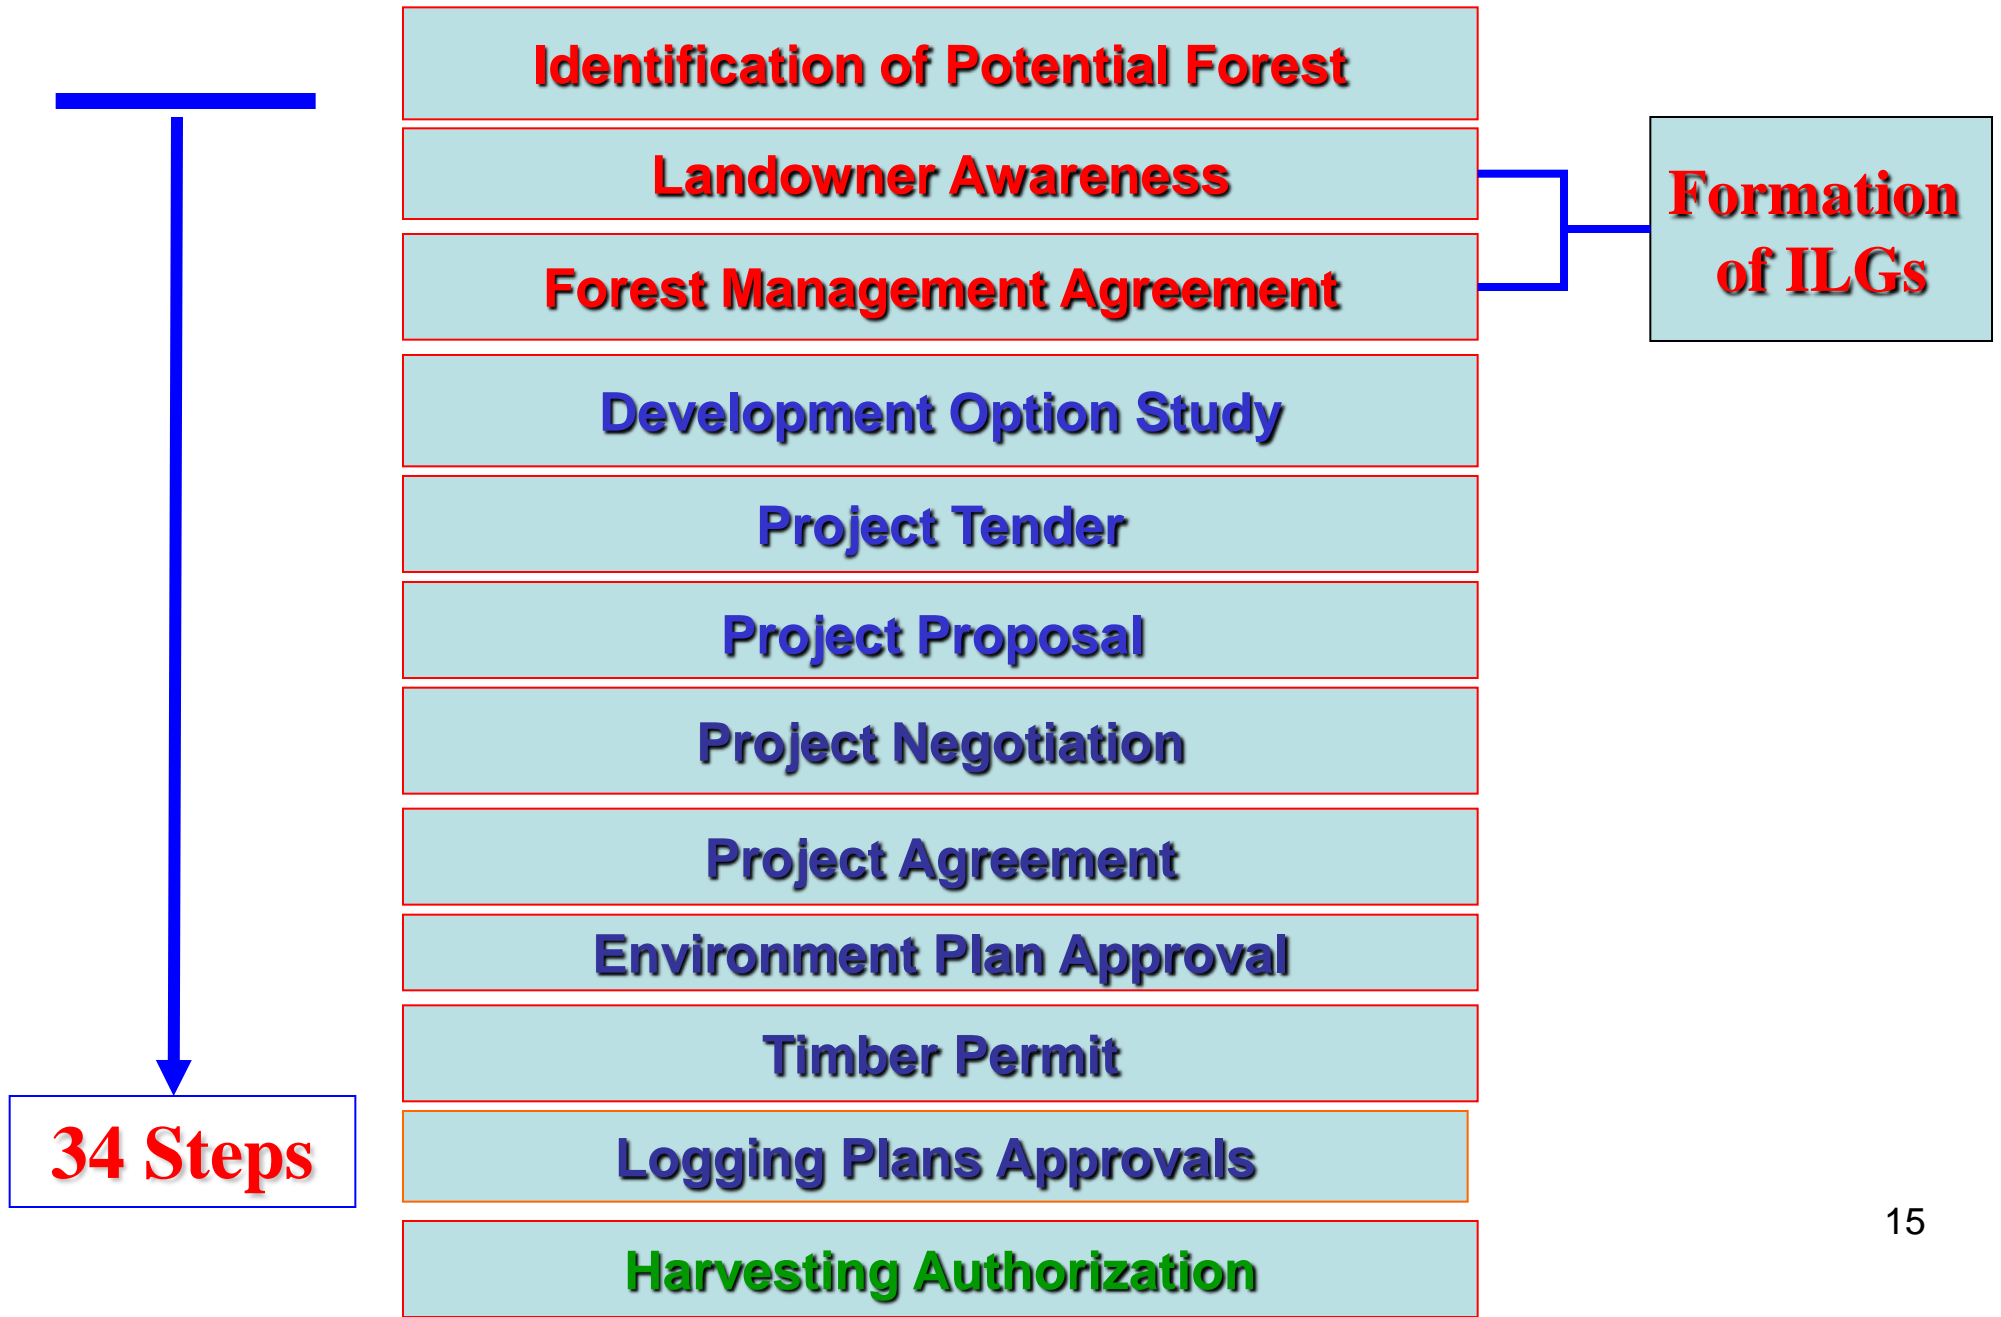 Identification of Potential Forest
Landowner Awareness
Forest Management Agreement
Formation
of ILGs
Development Option Study
Project Tender
Project Proposal
Project Negotiation
Project Agreement
Environment Plan Approval
Timber Permit
Logging Plans Approvals
Harvesting Authorization
34 Steps
15